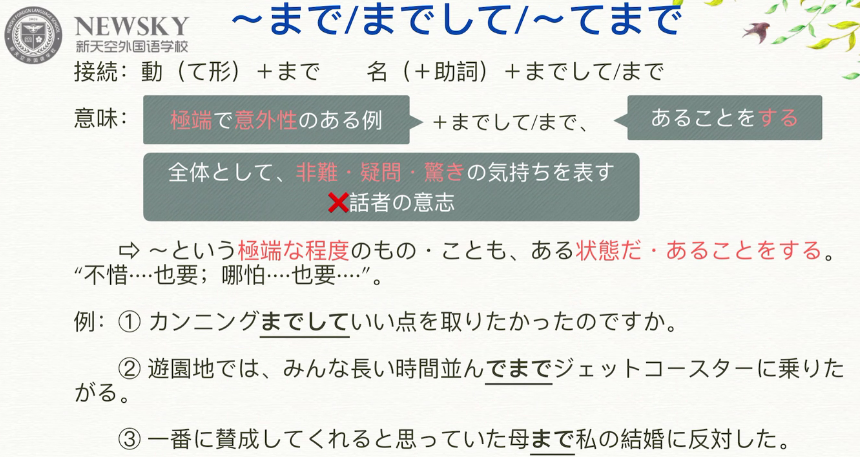 NEWSKY
新天空外国语学校
～まで/までして/～てまで
接続：動（て形）＋まで　　名（＋助詞）＋までして/まで
意味：
極端で意外性のある例
＋までして/まで、
あることをする
全体として、非難・疑問・驚きの気持ちを表す
❌話者の意志
⇨ ～という極端な程度のもの・ことも、ある状態だ・あることをする。
“不惜····也要；哪怕····也要····”。
例：① カンニングまでしていい点を取りたかったのですか。
② 遊園地では、みんな長い時間並んでまでジェットコースターに乗りた
がる。
③ 一番に賛成してくれると思っていた母まで私の結婚に反対した。